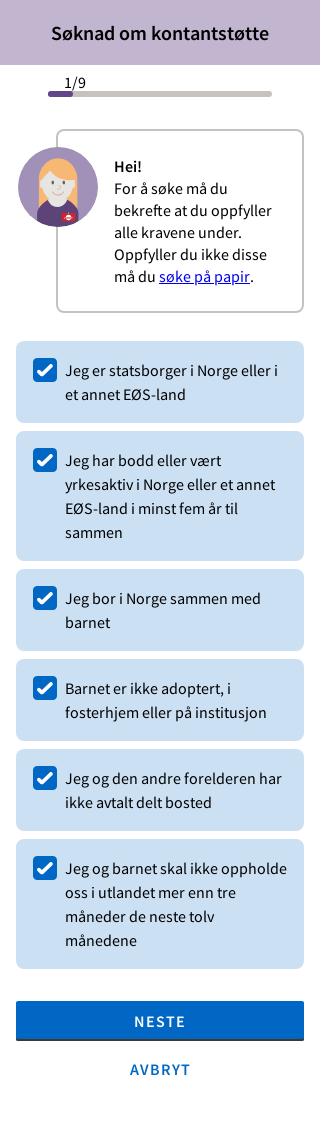 Søknad om kontantstøtte
1/9
Hei!
For å søke må du
bekrefte at du oppfyller
alle kravene under.
Oppfyller du ikke disse
må du søke på papir.
Jeg er statsborger i Norge eller i
et annet EØS-land
Jeg har bodd eller vært
yrkesaktiv i Norge eller et annet
EØS-land i minst fem år til
sammen
Jeg bor i Norge sammen med
barnet
Barnet er ikke adoptert, i
fosterhjem eller på institusjon
Jeg og den andre forelderen har
ikke avtalt delt bosted
Jeg og barnet skal ikke oppholde
oss i utlandet mer enn tre
måneder de neste tolv
månedene
NESTE
AVBRYT